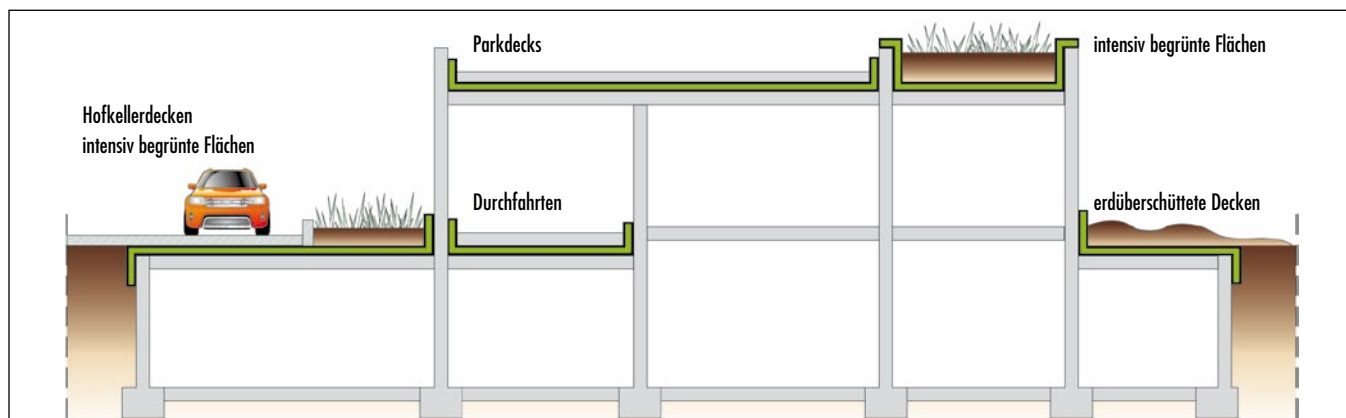 Parkdecks
intensiv begrünte Flächen
Hofkellerdecken
intensiv begrünte Flächen
Durchfahrten
erdüberschüttete Decken